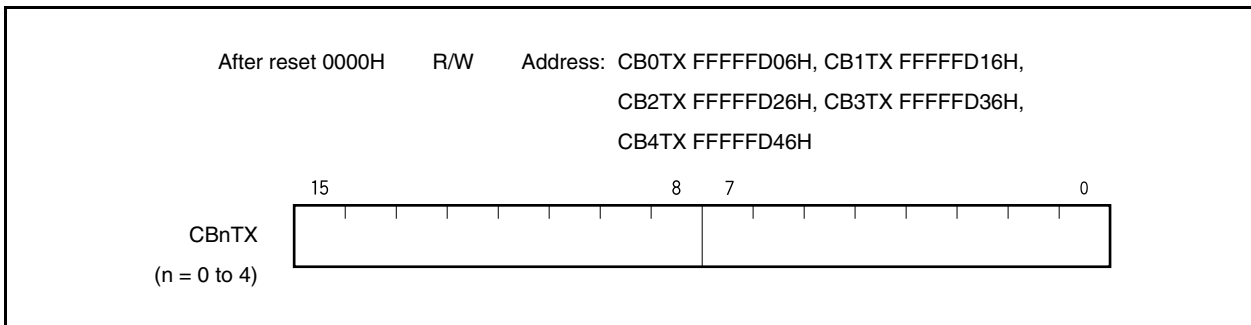 After reset 0000H R/W Address: CB0TX FFFFFD06H, CB1TX FFFFFD16H,
CB2TX FFFFFD26H, CB3TX FFFFFD36H,
CB4TX FFFFFD46H
15 8 7 0
CBnTX
(n = 0 to 4)